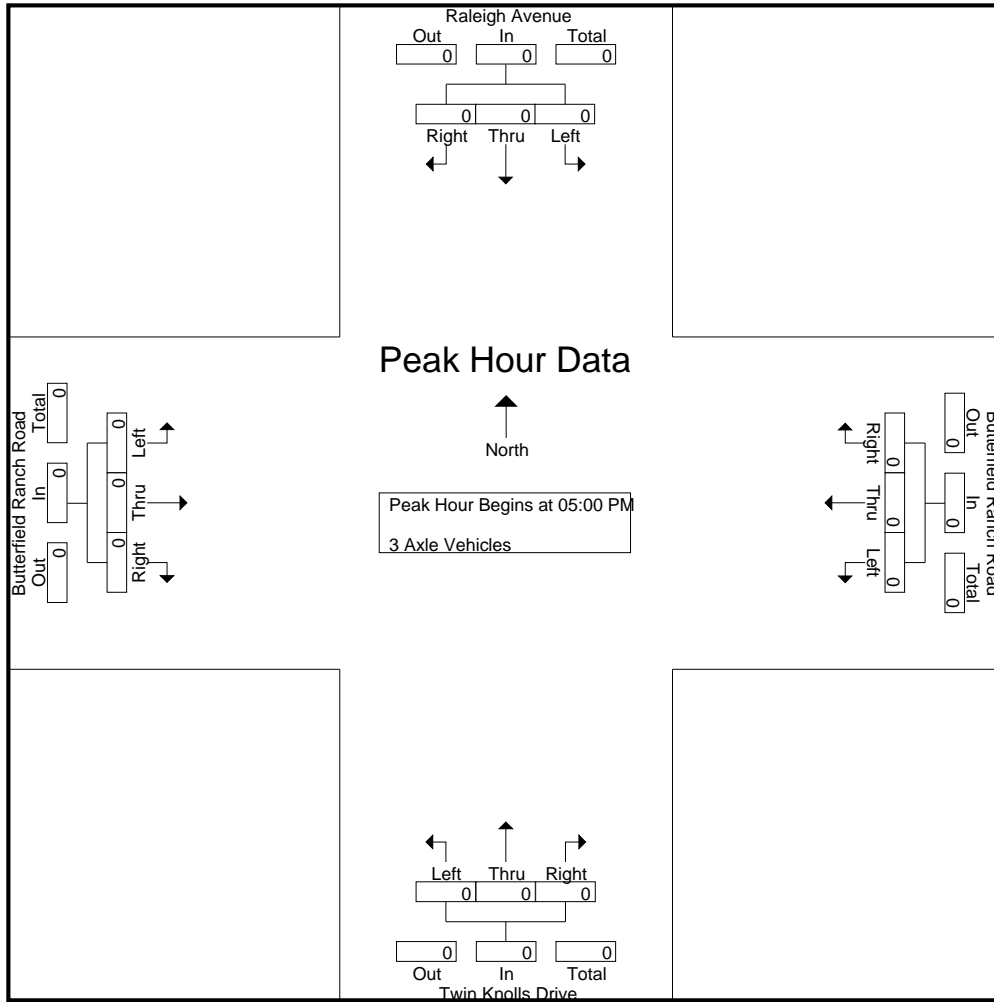 Raleigh Avenue
Out In Total
0 0 0
0 0 0
Right Thru Left
Peak Hour Data
North
Peak Hour Begins at 05:00 PM
3 Axle Vehicles
Butterfield Ranch Road
Total In Out
0 0 0
0 0 0
Left Thru Right
Butterfield Ranch Road
Out In Total
0 0 0
0 0 0
Right Thru Left
Left Thru Right
0 0 0
0 0 0
Out In Total
Twin Knolls Drive